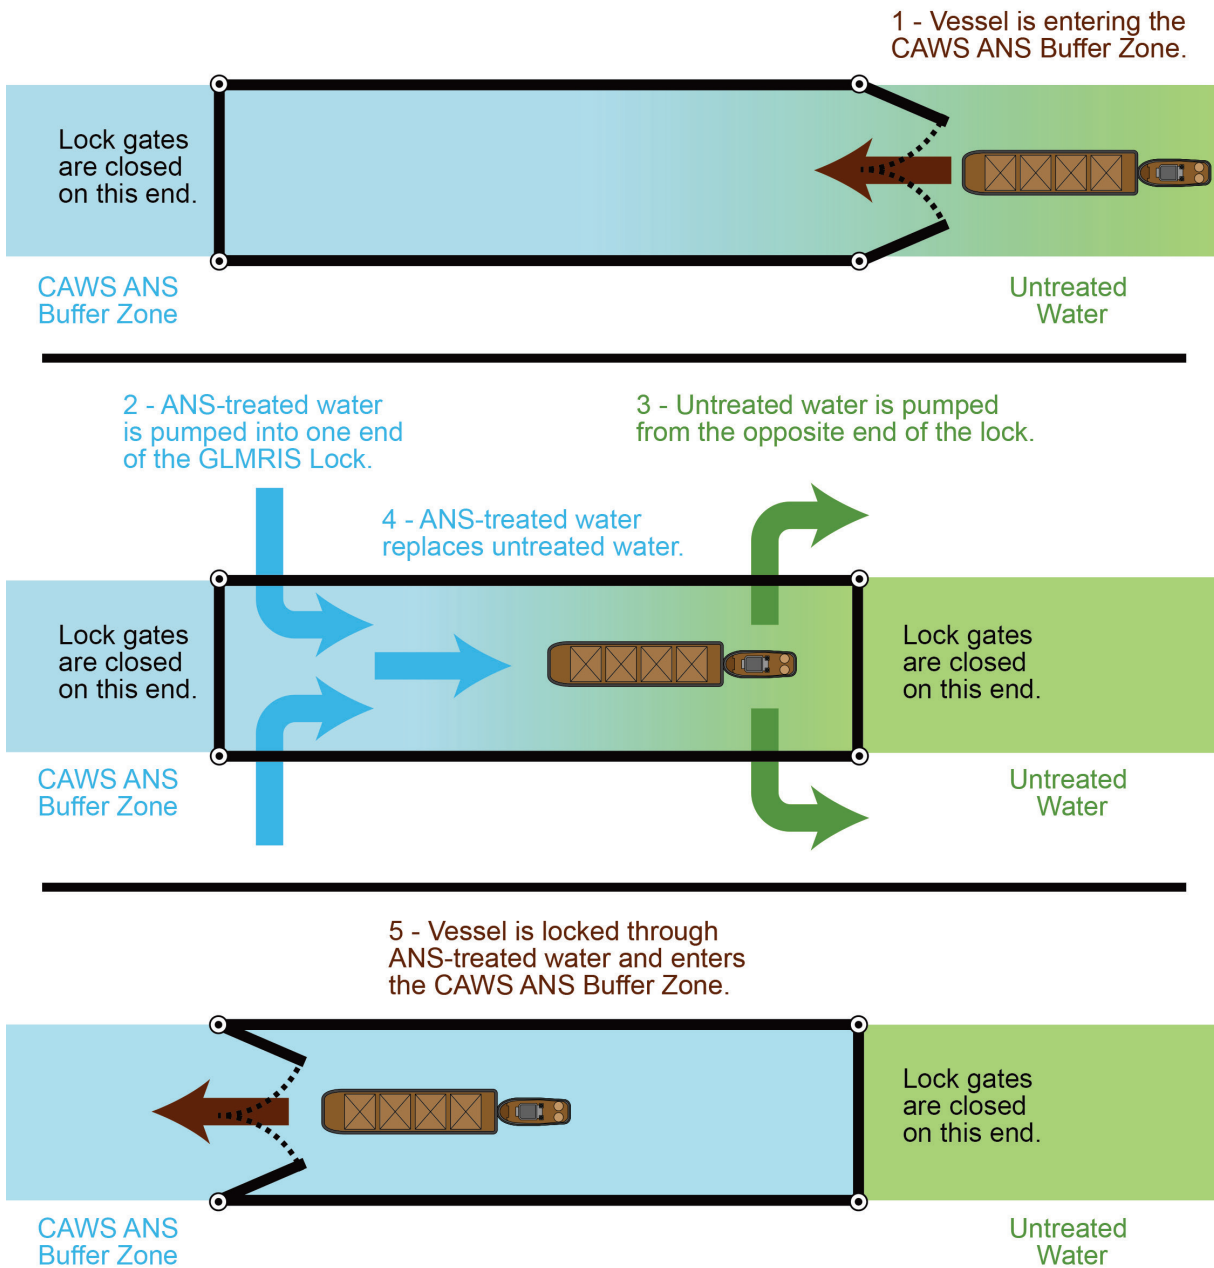 1 - Vessel is entering the
CAWS ANS Buffer Zone.
Lock gates
are closed
on this end.
CAWS ANS
Buffer Zone
Untreated
Water
2 - ANS-treated water
is pumped into one end
of the GLMRIS Lock.
3 - Untreated water is pumped
from the opposite end of the lock.
4 - ANS-treated water
replaces untreated water.
Lock gates
are closed
on this end.
Lock gates
are closed
on this end.
CAWS ANS
Buffer Zone
Untreated
Water
5 - Vessel is locked through
ANS-treated water and enters
the CAWS ANS Buffer Zone.
Lock gates
are closed
on this end.
CAWS ANS
Buffer Zone
Untreated
Water